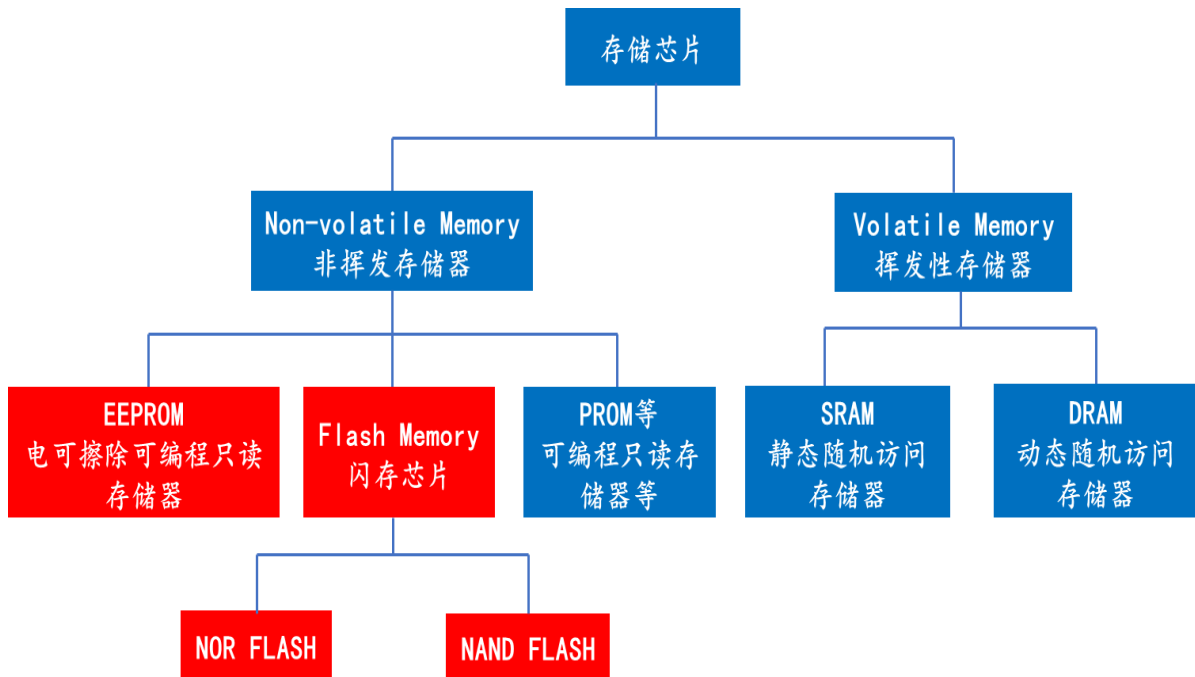 存储芯片
Non-volatile Memory
非挥发存储器
Volatile Memory
挥发性存储器
EEPROM
电可擦除可编程只读
存储器
Flash Memory
闪存芯片
PROM等
可编程只读存
储器等
SRAM
静态随机访问
存储器
DRAM
动态随机访问
存储器
NOR FLASH
NAND FLASH